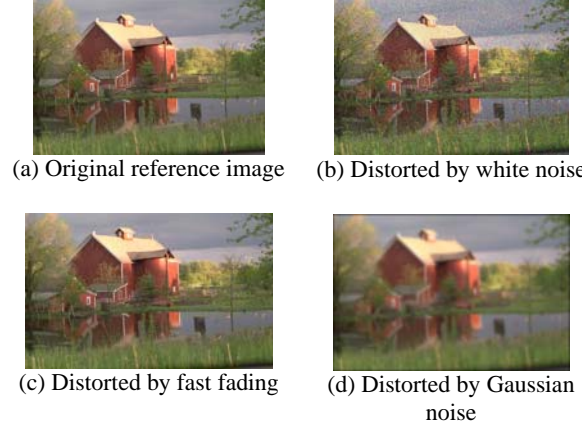 (a) Original reference image
(b) Distorted by white noise
(c) Distorted by fast fading
(d) Distorted by Gaussian
noise